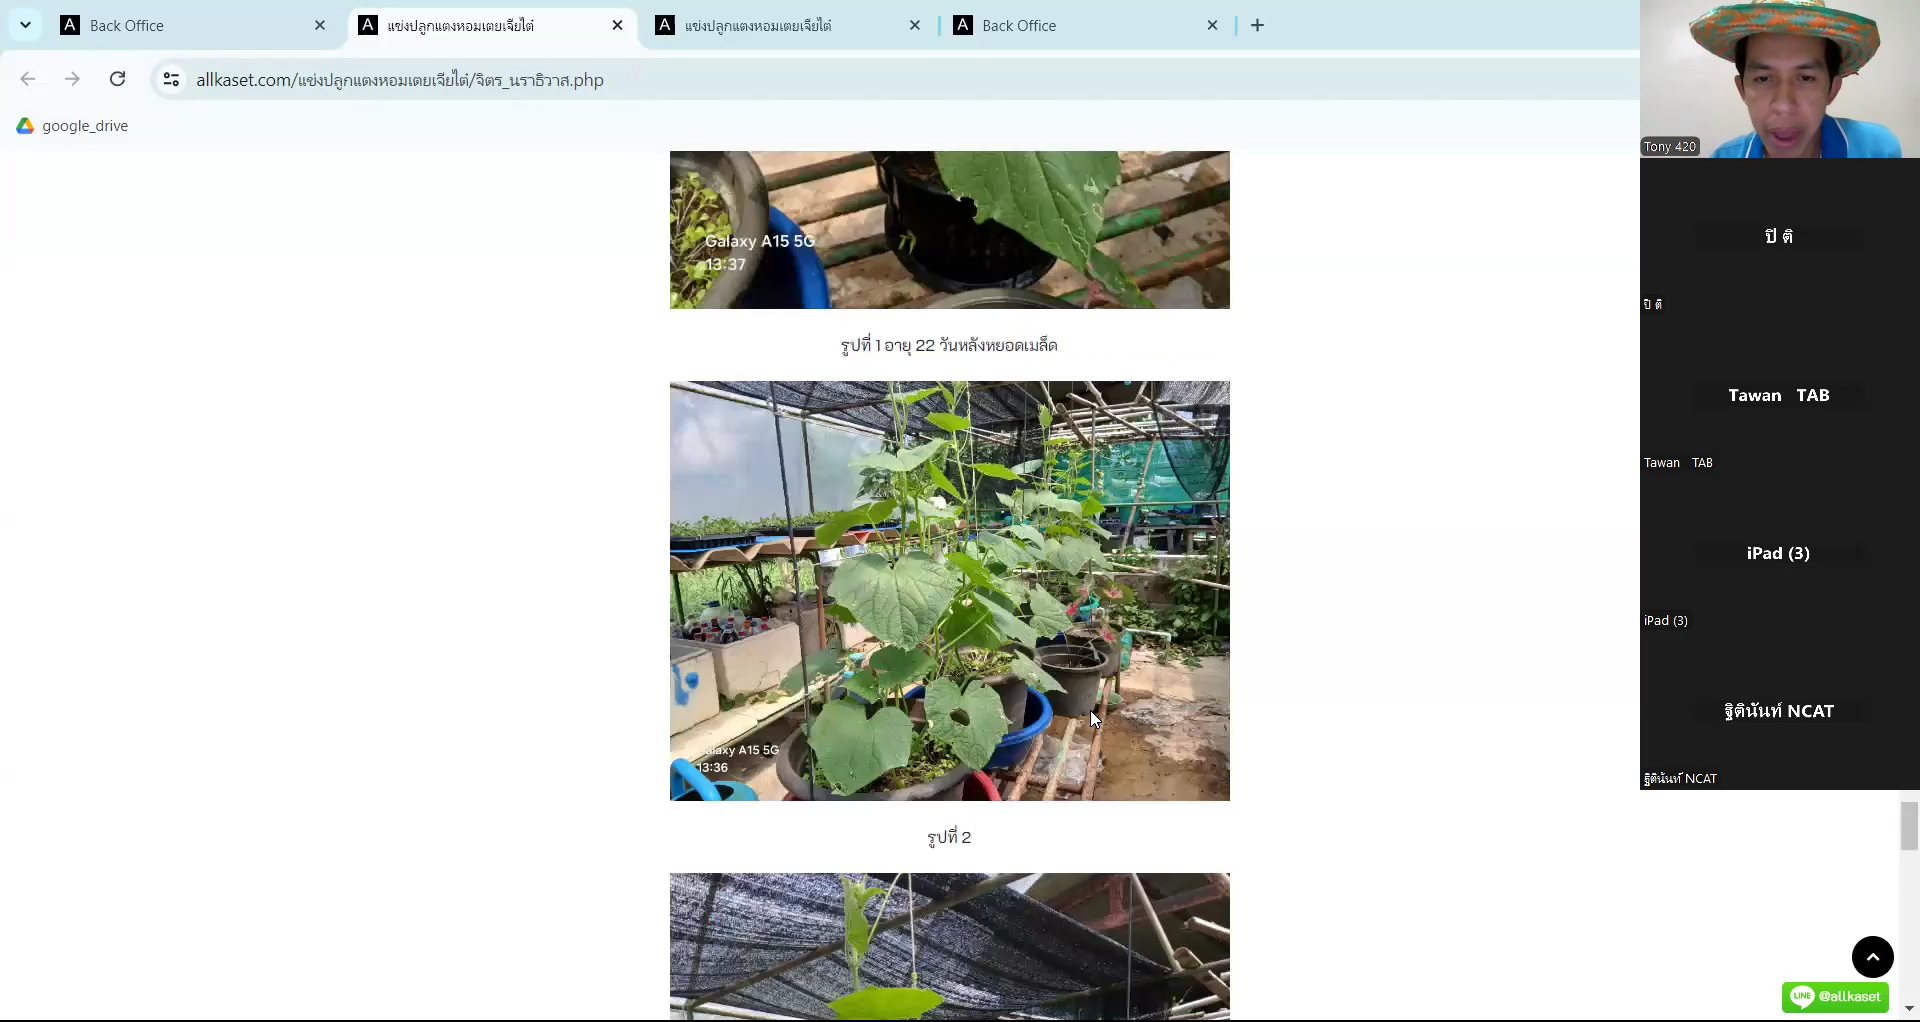 Back Office
แข่งปลูกแตงหอมเตยเจียไต๋
แข่งปลูกแตงหอมเตยเจียไต๋
Back Office
allkaset.com/แข่งปลูกแตงหอมเตยเจียไต๋/จิตร_นราธิวาส.php
google_drive
Galaxy A15 5G
13:37
รูปที่ 1 อายุ 22 วันหลังหยอดเมล็ด
Galaxy A15 5G
13:36
รูปที่ 2
Tony 420
ปิ ติ
ปิ ติ
Tawan TAB
Tawan TAB
iPad (3)
iPad (3)
ฐิตินันท์ NCAT
ฐิตินันท์ NCAT
LINE @allkaset